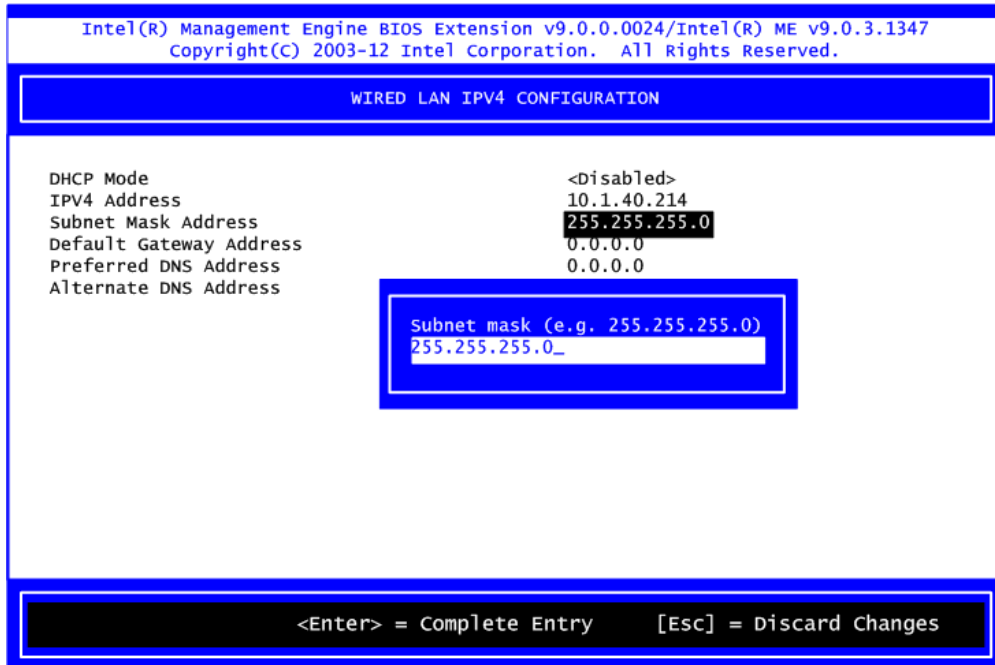 Intel(R) Management Engine BIOS Extension v9.0.0.0024/Intel(R) ME v9.0.3.1347
Copyright(C) 2003-12 Intel Corporation. All Rights Reserved.
WIRED LAN IPV4 CONFIGURATION
DHCP Mode <Disabled>
IPV4 Address 10.1.40.214
Subnet Mask Address 255.255.255.0
Default Gateway Address 0.0.0.0
Preferred DNS Address 0.0.0.0
Alternate DNS Address
Subnet mask (e.g. 255.255.255.0)
255.255.255.0_
<Enter> = Complete Entry [Esc] = Discard Changes